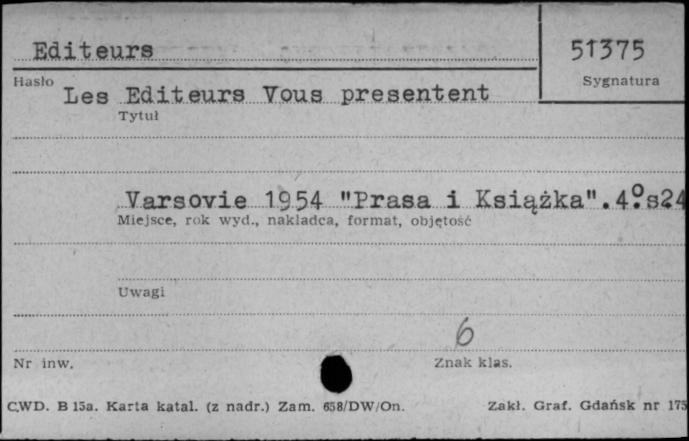 Editeurs
51375
Hasło
Sygnatura
Les Editeurs Vous presentent
Tytuł
Varsovie 1954 "Prasa i Książka".4°.s24
Miejsce, rok wyd., nakładca, format, objętość
Uwagi
6
Nr inw.
Znak klas.
CWD. B 15a. Karta katal. (z nadr.) Zam. 658/DW/On.
Zakł. Graf. Gdańsk nr 175